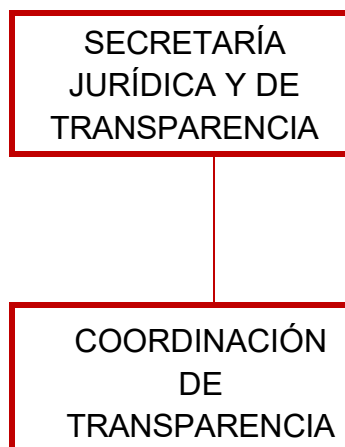 SECRETARÍA
JURÍDICA Y DE
TRANSPARENCIA
COORDINACIÓN
DE
TRANSPARENCIA